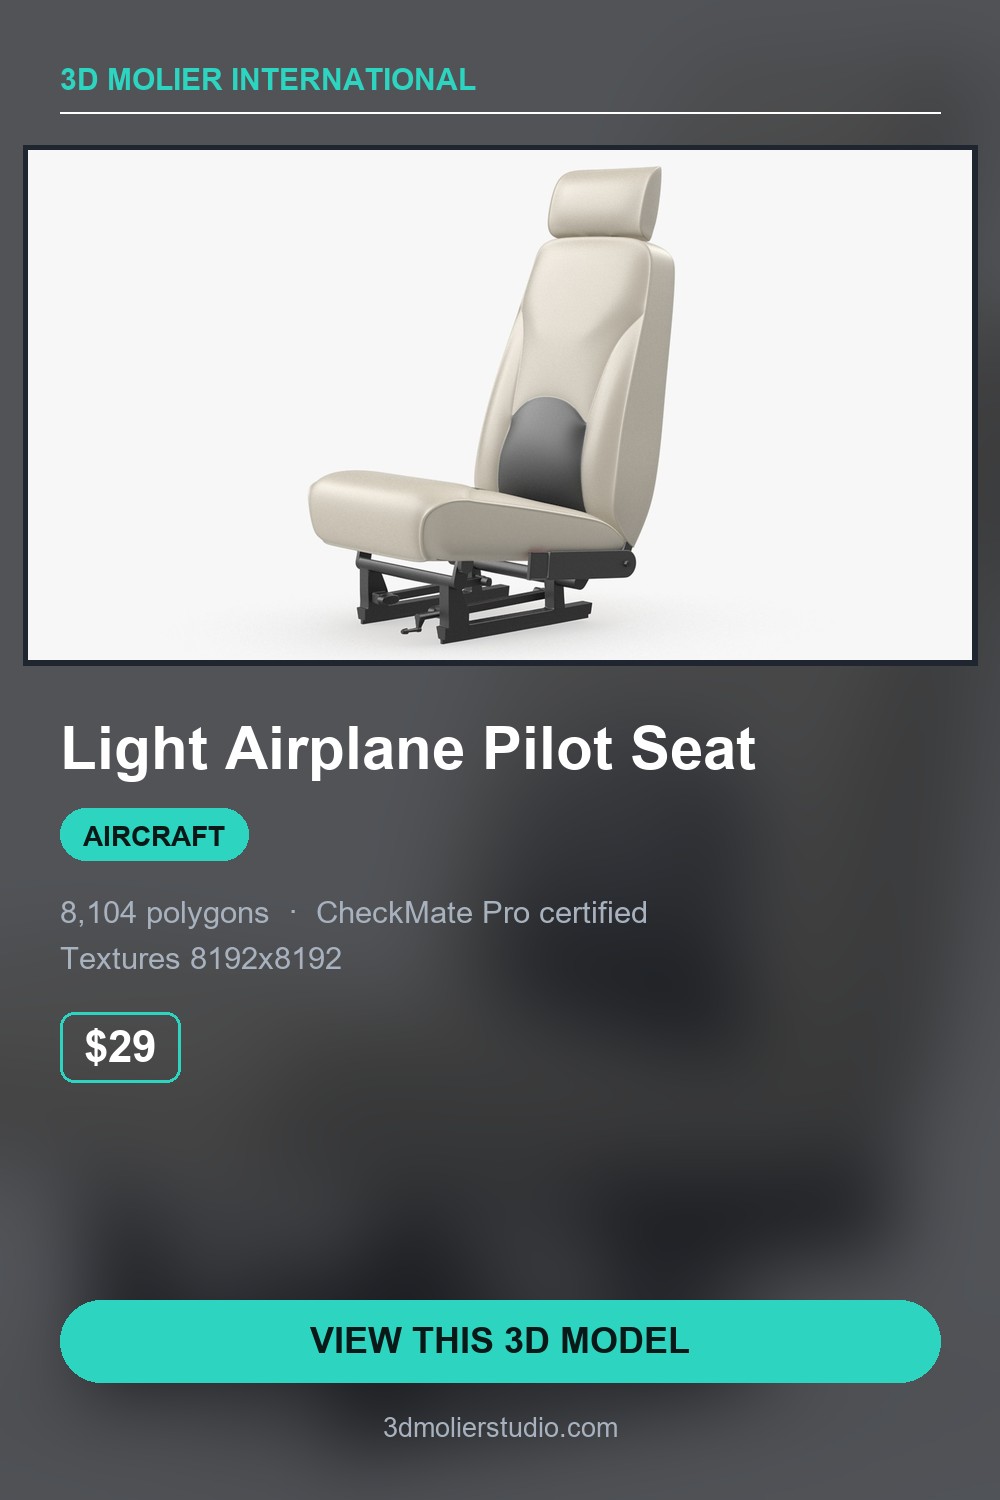 3D MOLIER INTERNATIONAL
Light Airplane Pilot Seat
AIRCRAFT
8,104 polygons · CheckMate Pro certified
Textures 8192x8192
$29
VIEW THIS 3D MODEL
3dmolierstudio.com